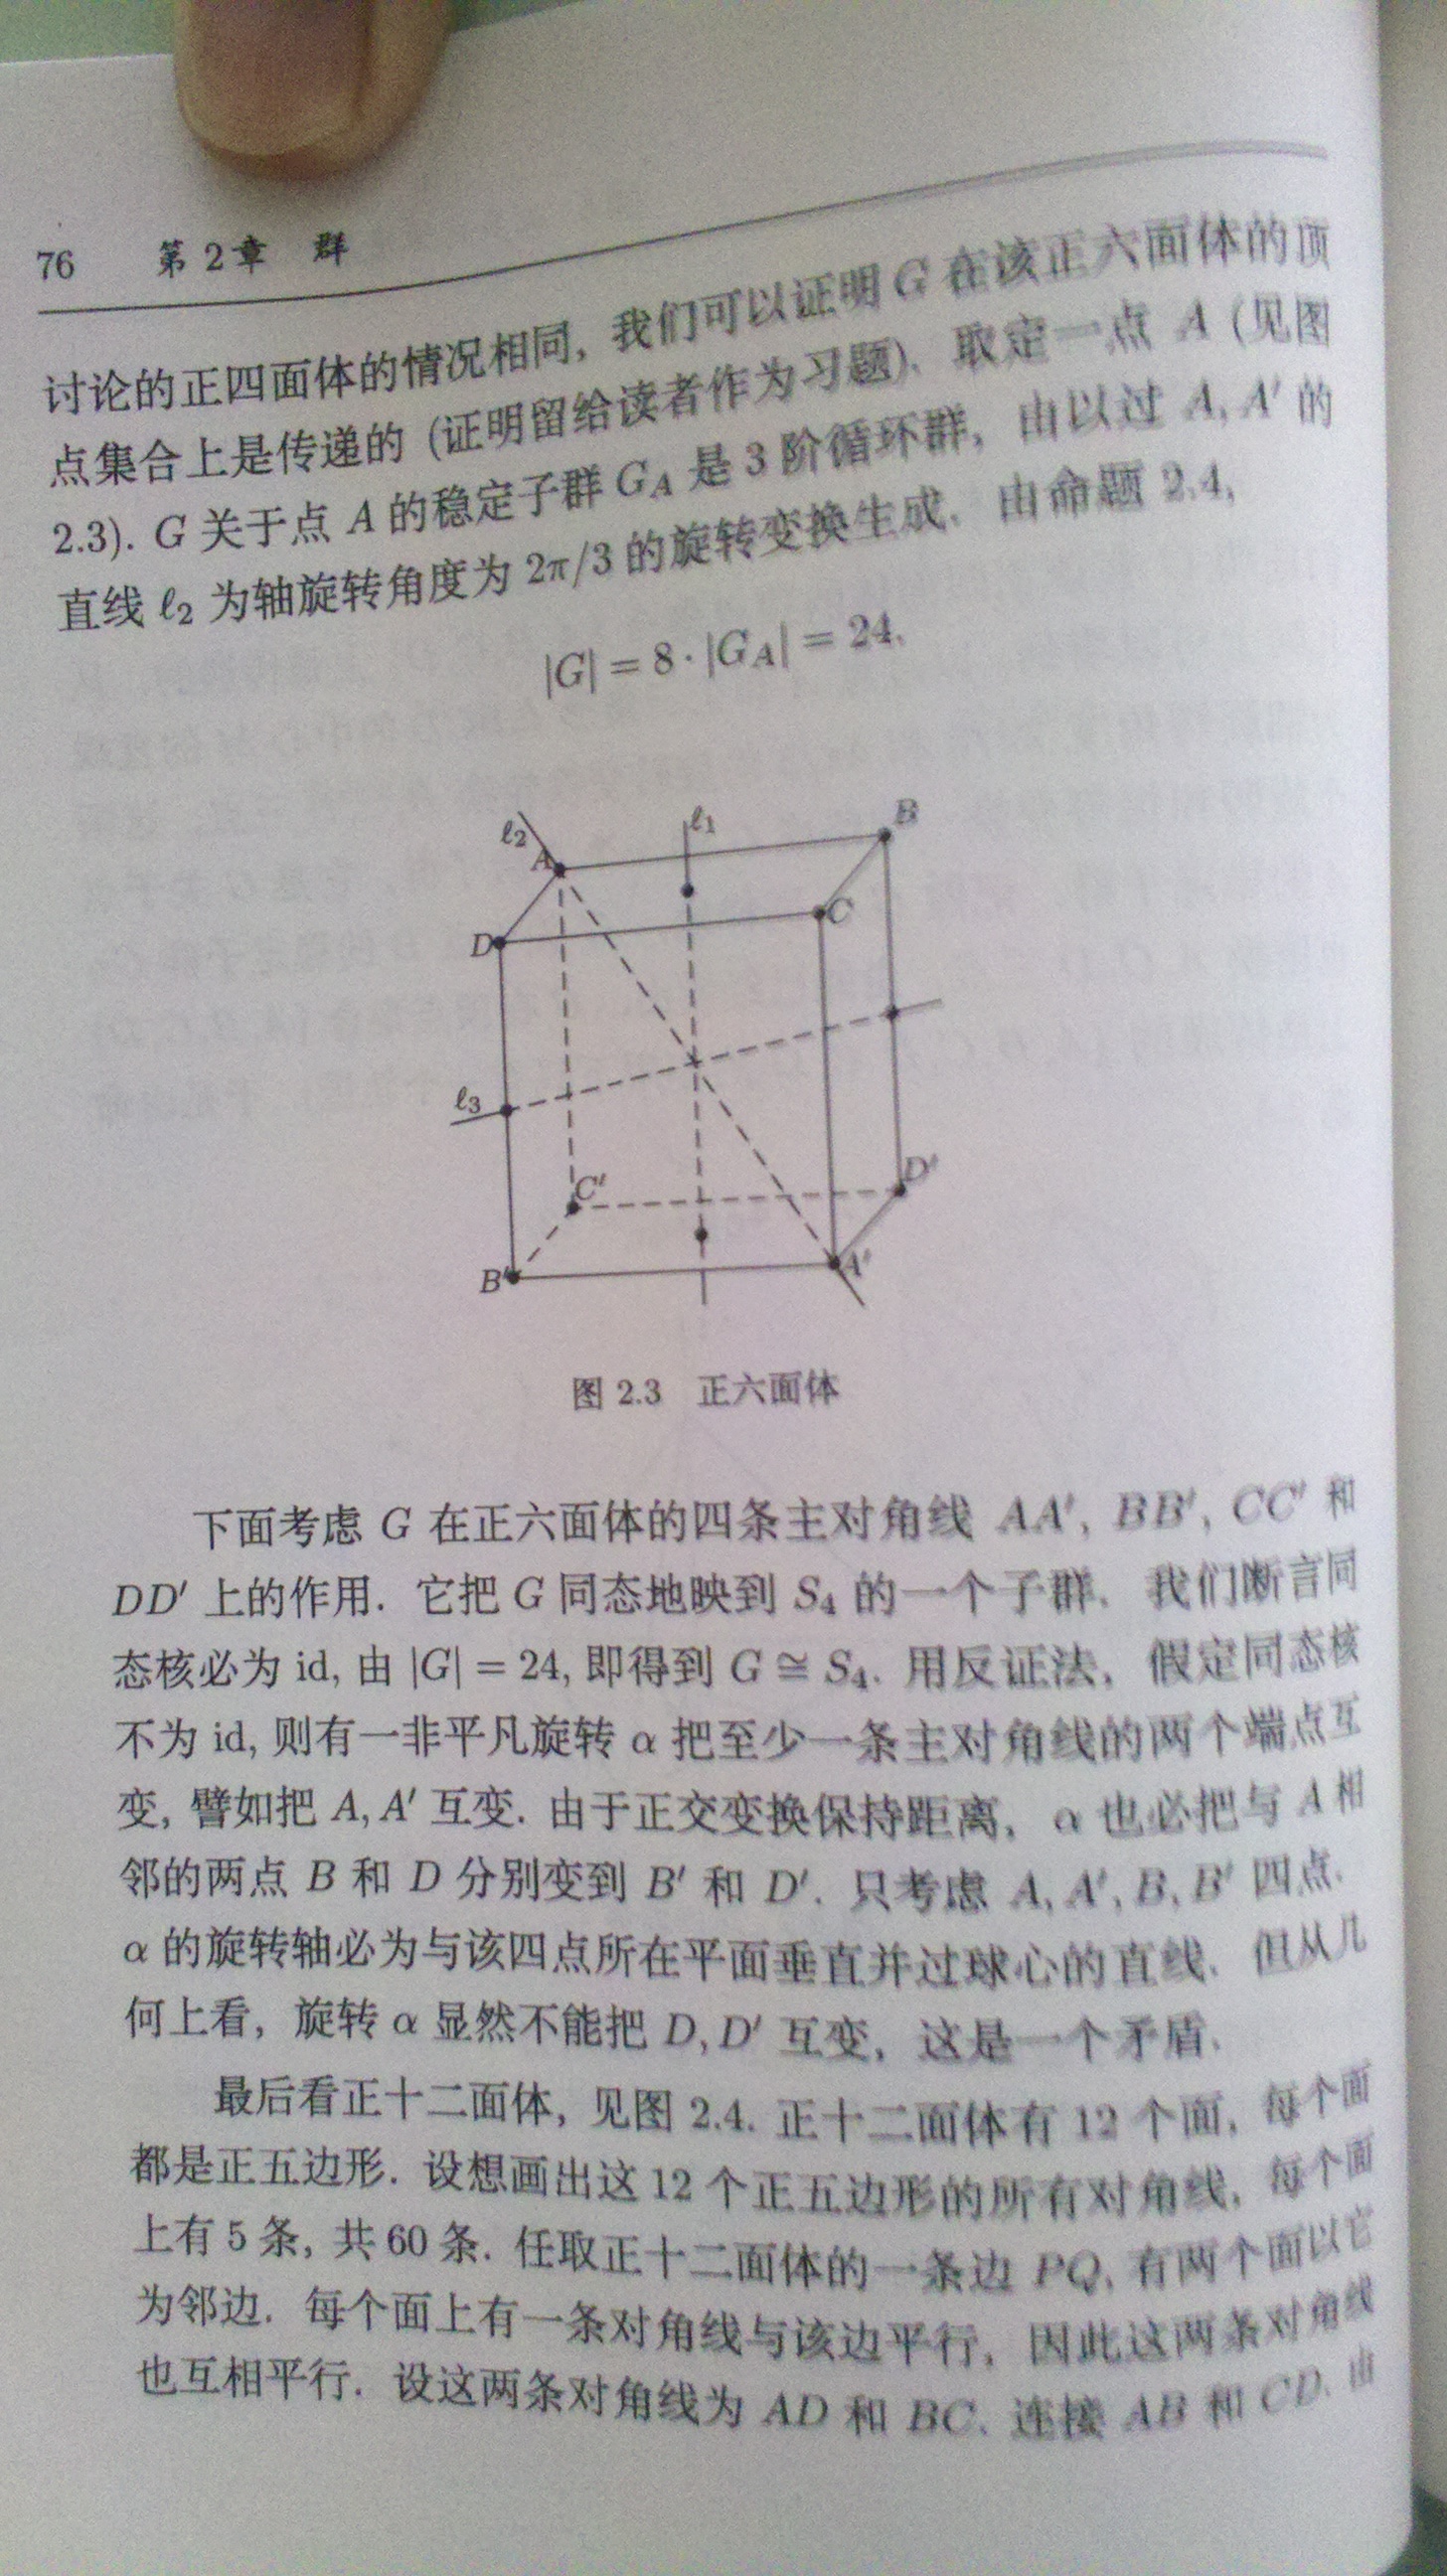 76 第2章 群
讨论的正四面体的情况相同, 我们可以证明 G 在该正六面体的顶
点集合上是传递的 (证明留给读者作为习题). 取定一点 A (见图
2.3). G 关于点 A 的稳定子群 G_A 是 3 阶循环群, 由以过 A, A′ 的
直线 ℓ₂ 为轴旋转角度为 2π/3 的旋转变换生成. 由命题 2.4,
|G| = 8 · |G_A| = 24.
ℓ₂
ℓ₁
B
A
C
D
ℓ₃
C′
D′
B′
A′
图 2.3 正六面体
下面考虑 G 在正六面体的四条主对角线 AA′, BB′, CC′ 和
DD′ 上的作用. 它把 G 同态地映到 S₄ 的一个子群. 我们断言同
态核必为 id, 由 |G| = 24, 即得到 G ≅ S₄. 用反证法, 假定同态核
不为 id, 则有一非平凡旋转 α 把至少一条主对角线的两个端点互
变, 譬如把 A, A′ 互变. 由于正交变换保持距离, α 也必把与 A 相
邻的两点 B 和 D 分别变到 B′ 和 D′. 只考虑 A, A′, B, B′ 四点.
α 的旋转轴必为与该四点所在平面垂直并过球心的直线. 但从几
何上看, 旋转 α 显然不能把 D, D′ 互变, 这是一个矛盾.
最后看正十二面体, 见图 2.4. 正十二面体有 12 个面, 每个面
都是正五边形. 设想画出这 12 个正五边形的所有对角线, 每个面
上有 5 条, 共 60 条. 任取正十二面体的一条边 PQ, 有两个面以它
为邻边. 每个面上有一条对角线与该边平行, 因此这两条对角线
也互相平行. 设这两条对角线为 AD 和 BC. 连接 AB 和 CD. 由